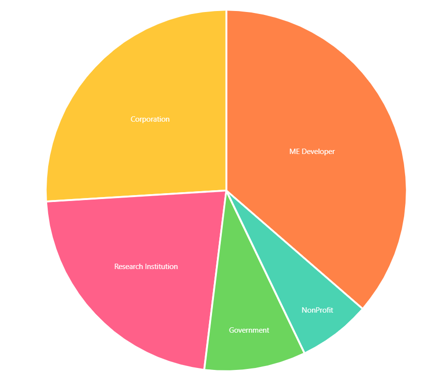 Corporation
ME Developer
Research Institution
NonProfit
Government